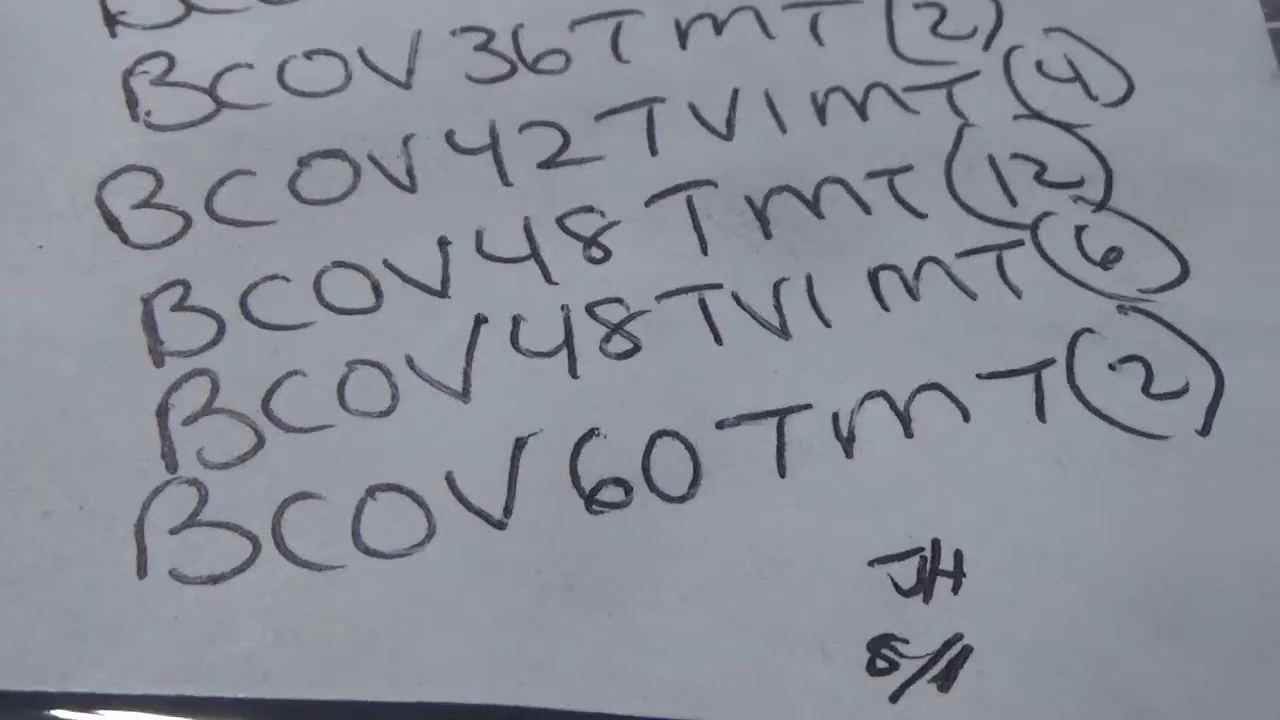 BCOV36TMT (2)
BCOV42TVIMT (4)
BCOV48TMT (12)
BCOV48TVIMT (6)
BCOV60TMT (2)
JH
8/1